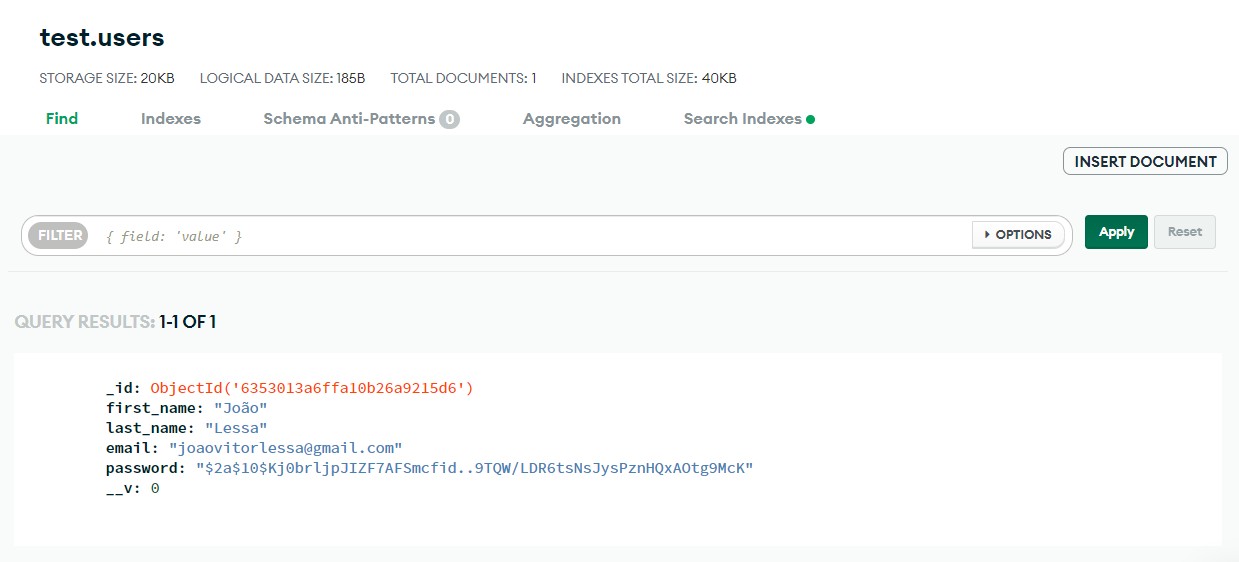 test.users
STORAGE SIZE: 20KB LOGICAL DATA SIZE: 185B TOTAL DOCUMENTS: 1 INDEXES TOTAL SIZE: 40KB
Find Indexes Schema Anti-Patterns 0 Aggregation Search Indexes
INSERT DOCUMENT
FILTER { field: 'value' } OPTIONS Apply Reset
QUERY RESULTS: 1-1 OF 1
_id: ObjectId('6353013a6ffa10b26a9215d6')
first_name: "João"
last_name: "Lessa"
email: "joaovitorlessa@gmail.com"
password: "$2a$10$Kj0brljpJIZF7AFSmcfid..9TQW/LDR6tsNsJysPznHQxAOtg9McK"
__v: 0